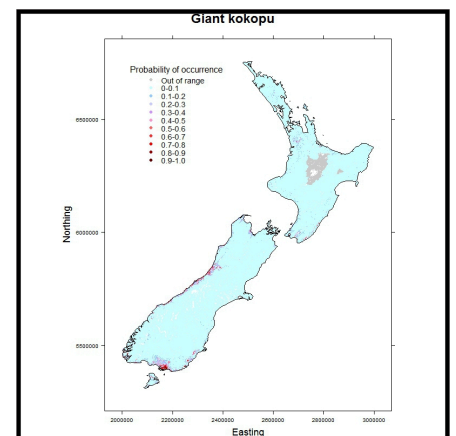 Giant kokopu
Probability of occurrence
Out of range
0-0.1
0.1-0.2
0.2-0.3
0.3-0.4
0.4-0.5
0.5-0.6
0.6-0.7
0.7-0.8
0.8-0.9
0.9-1.0
6500000
6000000
5500000
Northing
2000000 2200000 2400000 2600000 2800000 3000000
Easting